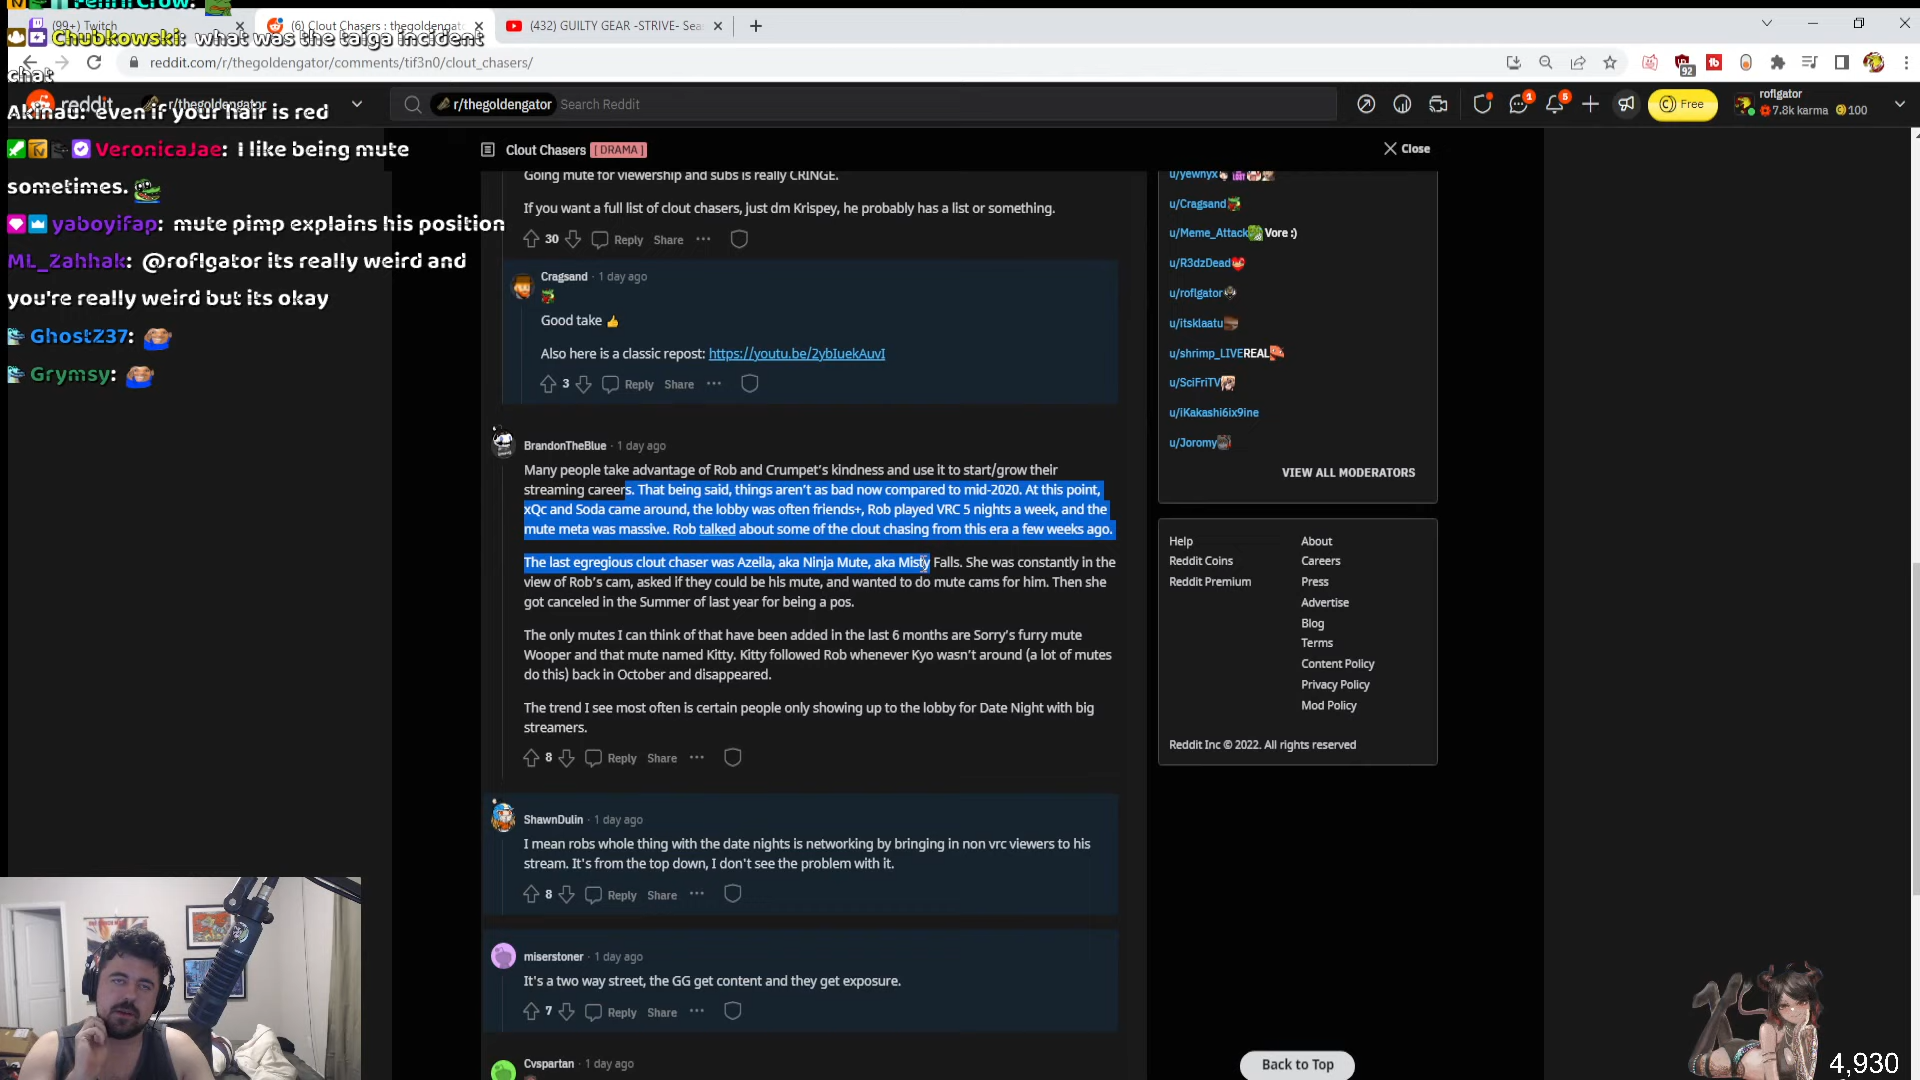 (99+) Twitch
(6) Clout Chasers : thegoldengato
(432) GUILTY GEAR -STRIVE- Sea
Chubkowski: what was the taiga incident
chat
reddit.com/r/thegoldengator/comments/tif3n0/clout_chasers/
92
reddit
r/thegoldengator
r/thegoldengator Search Reddit
1
5
Free
roflgator
7.8k karma 100
Akinau: even if your hair is red
VeronicaJae: I like being mute
sometimes.
yaboyifap: mute pimp explains his position
ML_Zahhak: @roflgator its really weird and
you're really weird but its okay
GhostZ37:
Grymsy:
Clout Chasers [ DRAMA ]
Close
Going mute for viewership and subs is really CRINGE.
If you want a full list of clout chasers, just dm Krispey, he probably has a list or something.
30 Reply Share ···
Cragsand · 1 day ago
Good take 👍
Also here is a classic repost: https://youtu.be/2ybIuekAuvI
3 Reply Share ···
BrandonTheBlue · 1 day ago
Many people take advantage of Rob and Crumpet's kindness and use it to start/grow their
streaming careers. That being said, things aren't as bad now compared to mid-2020. At this point,
xQc and Soda came around, the lobby was often friends+, Rob played VRC 5 nights a week, and the
mute meta was massive. Rob talked about some of the clout chasing from this era a few weeks ago.
The last egregious clout chaser was Azeila, aka Ninja Mute, aka Misty Falls. She was constantly in the
view of Rob's cam, asked if they could be his mute, and wanted to do mute cams for him. Then she
got canceled in the Summer of last year for being a pos.
The only mutes I can think of that have been added in the last 6 months are Sorry's furry mute
Wooper and that mute named Kitty. Kitty followed Rob whenever Kyo wasn't around (a lot of mutes
do this) back in October and disappeared.
The trend I see most often is certain people only showing up to the lobby for Date Night with big
streamers.
8 Reply Share ···
ShawnDulin · 1 day ago
I mean robs whole thing with the date nights is networking by bringing in non vrc viewers to his
stream. It's from the top down, I don't see the problem with it.
8 Reply Share ···
miserstoner · 1 day ago
It's a two way street, the GG get content and they get exposure.
7 Reply Share ···
Cvspartan · 1 day ago
u/yewnyx
u/Cragsand
u/Meme_Attack Vore :)
u/R3dzDead
u/roflgator
u/itsklaatu
u/shrimp_LIVEREAL
u/SciFriTV
u/iKakashi6ix9ine
u/Joromy
VIEW ALL MODERATORS
Help About
Reddit Coins Careers
Reddit Premium Press
Advertise
Blog
Terms
Content Policy
Privacy Policy
Mod Policy
Reddit Inc © 2022. All rights reserved
Back to Top
4,930